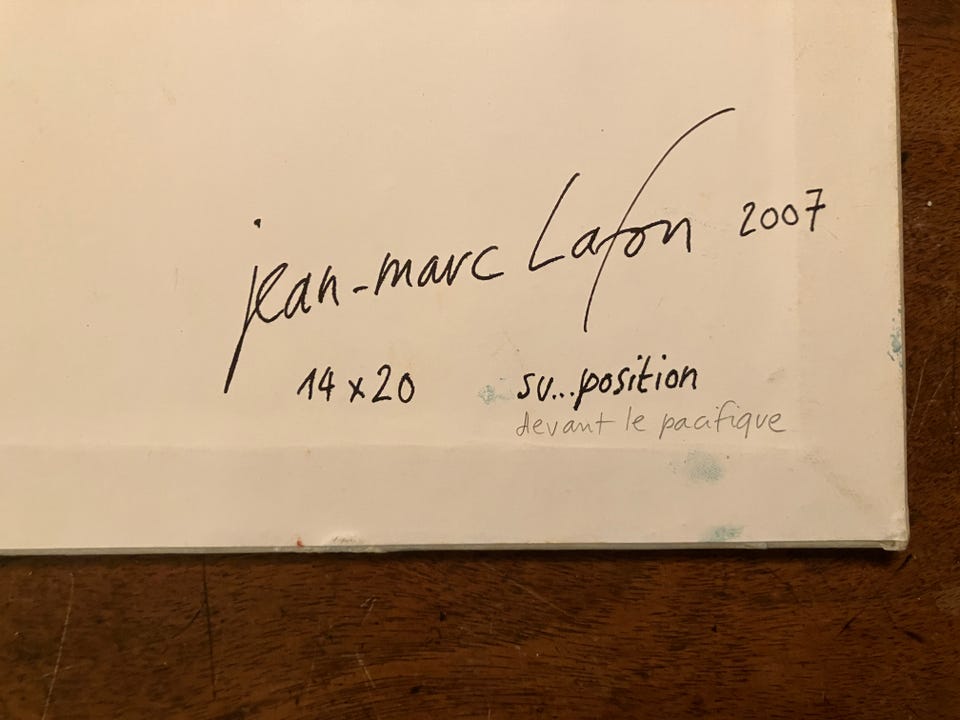 jean-marc Lafon 2007
14 x 20 su...position
devant le pacifique